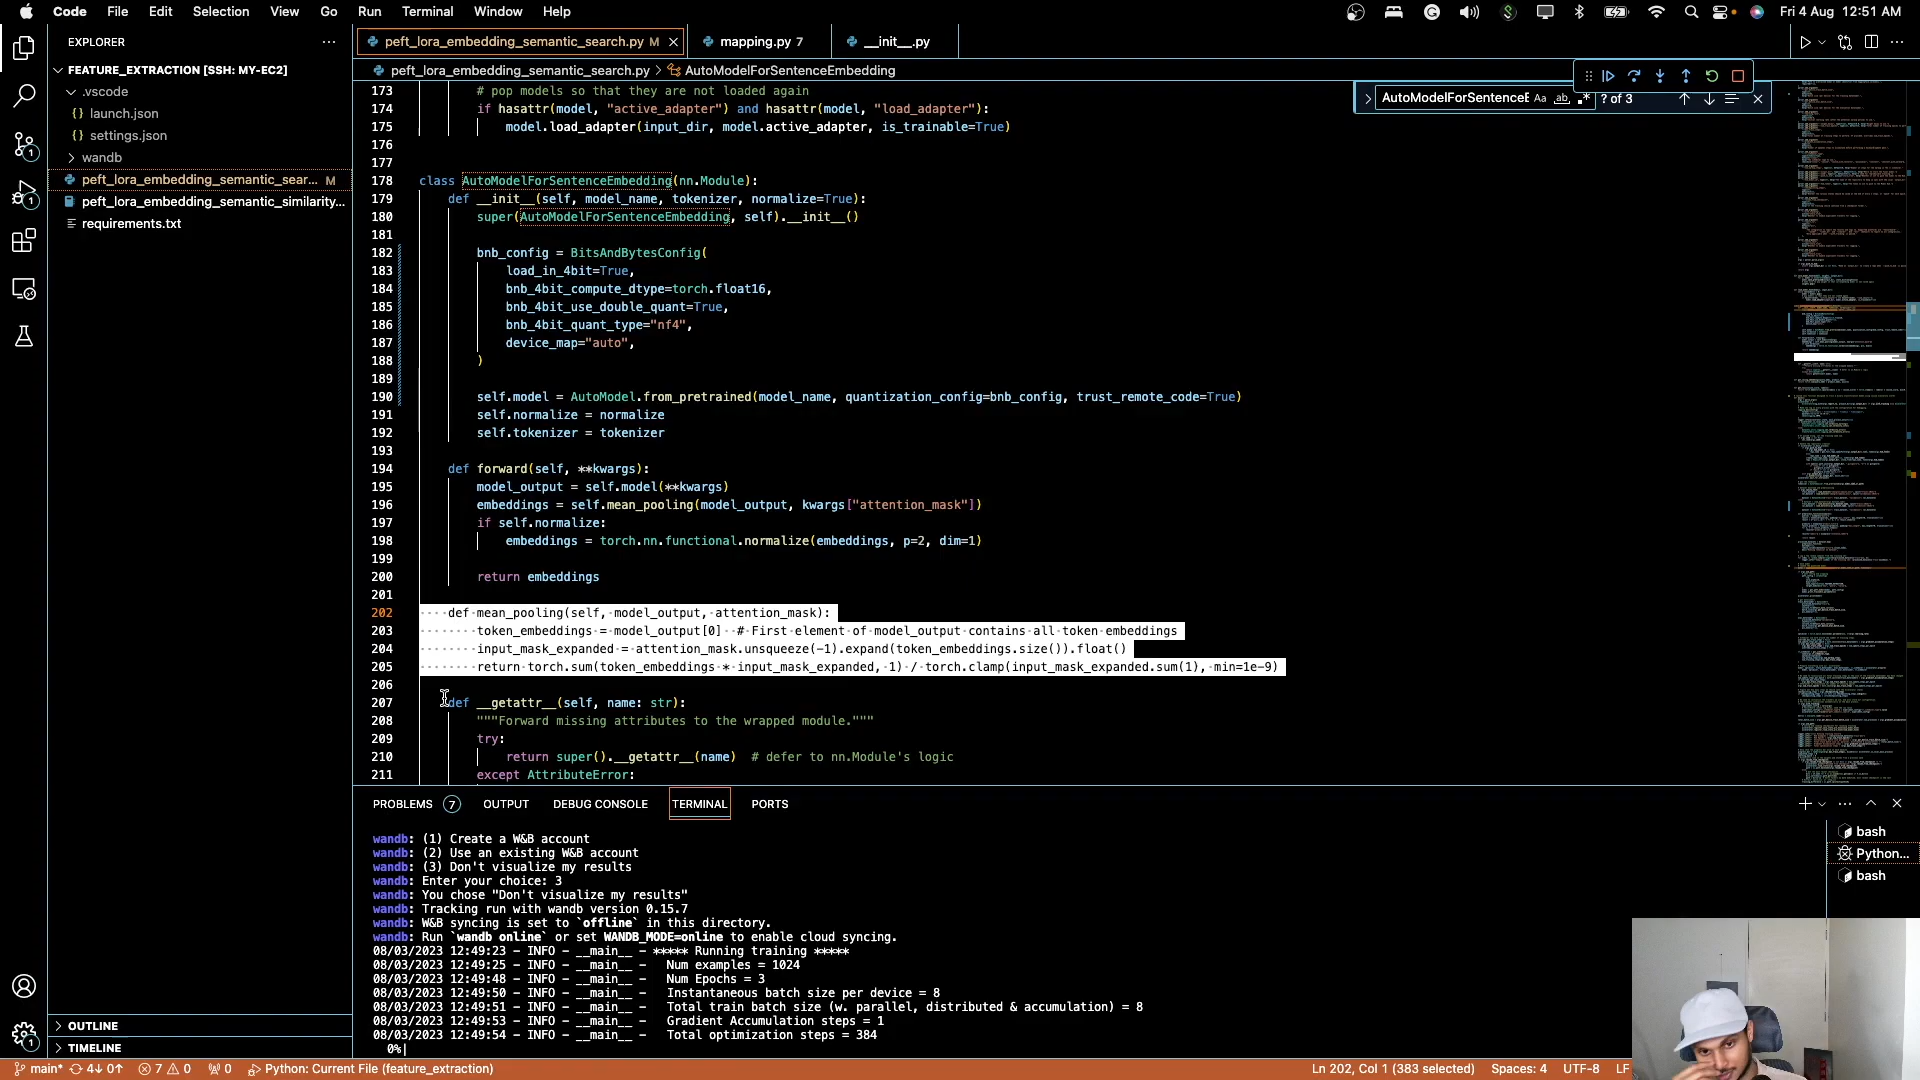 Code File Edit Selection View Go Run Terminal Window Help Fri 4 Aug 12:51 AM
EXPLORER
FEATURE_EXTRACTION [SSH: MY-EC2]
.vscode
{} launch.json
{} settings.json
wandb
peft_lora_embedding_semantic_sear... M
peft_lora_embedding_semantic_similarity...
requirements.txt
OUTLINE
TIMELINE
peft_lora_embedding_semantic_search.py M mapping.py 7 __init__.py
peft_lora_embedding_semantic_search.py > AutoModelForSentenceEmbedding
AutoModelForSentenceE Aa ab ? of 3
173 # pop models so that they are not loaded again
174 if hasattr(model, "active_adapter") and hasattr(model, "load_adapter"):
175 model.load_adapter(input_dir, model.active_adapter, is_trainable=True)
176
177
178 class AutoModelForSentenceEmbedding(nn.Module):
179 def __init__(self, model_name, tokenizer, normalize=True):
180 super(AutoModelForSentenceEmbedding, self).__init__()
181
182 bnb_config = BitsAndBytesConfig(
183 load_in_4bit=True,
184 bnb_4bit_compute_dtype=torch.float16,
185 bnb_4bit_use_double_quant=True,
186 bnb_4bit_quant_type="nf4",
187 device_map="auto",
188 )
189
190 self.model = AutoModel.from_pretrained(model_name, quantization_config=bnb_config, trust_remote_code=True)
191 self.normalize = normalize
192 self.tokenizer = tokenizer
193
194 def forward(self, **kwargs):
195 model_output = self.model(**kwargs)
196 embeddings = self.mean_pooling(model_output, kwargs["attention_mask"])
197 if self.normalize:
198 embeddings = torch.nn.functional.normalize(embeddings, p=2, dim=1)
199
200 return embeddings
201
202 def mean_pooling(self, model_output, attention_mask):
203 token_embeddings = model_output[0] # First element of model_output contains all token embeddings
204 input_mask_expanded = attention_mask.unsqueeze(-1).expand(token_embeddings.size()).float()
205 return torch.sum(token_embeddings * input_mask_expanded, 1) / torch.clamp(input_mask_expanded.sum(1), min=1e-9)
206
207 def __getattr__(self, name: str):
208 """Forward missing attributes to the wrapped module."""
209 try:
210 return super().__getattr__(name) # defer to nn.Module's logic
211 except AttributeError:
PROBLEMS 7 OUTPUT DEBUG CONSOLE TERMINAL PORTS
wandb: (1) Create a W&B account
wandb: (2) Use an existing W&B account
wandb: (3) Don't visualize my results
wandb: Enter your choice: 3
wandb: You chose "Don't visualize my results"
wandb: Tracking run with wandb version 0.15.7
wandb: W&B syncing is set to `offline` in this directory.
wandb: Run `wandb online` or set WANDB_MODE=online to enable cloud syncing.
08/03/2023 12:49:23 - INFO - __main__ - ***** Running training *****
08/03/2023 12:49:25 - INFO - __main__ - Num examples = 1024
08/03/2023 12:49:48 - INFO - __main__ - Num Epochs = 3
08/03/2023 12:49:50 - INFO - __main__ - Instantaneous batch size per device = 8
08/03/2023 12:49:51 - INFO - __main__ - Total train batch size (w. parallel, distributed & accumulation) = 8
08/03/2023 12:49:53 - INFO - __main__ - Gradient Accumulation steps = 1
08/03/2023 12:49:54 - INFO - __main__ - Total optimization steps = 384
0%|
bash
Python...
bash
main* 4↓ 0↑ 7 0 0 Python: Current File (feature_extraction) Ln 202, Col 1 (383 selected) Spaces: 4 UTF-8 LF